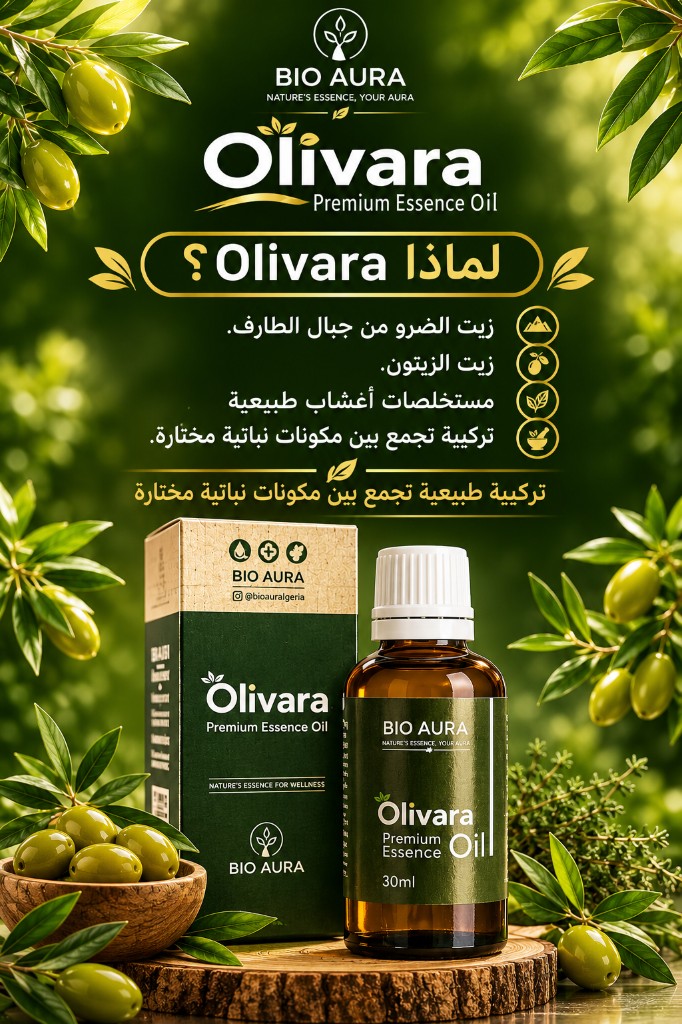 BIO AURA
NATURE'S ESSENCE, YOUR AURA
Olivara
Premium Essence Oil
لماذا Olivara ؟
زيت الضرو من جبال الطارف.
زيت الزيتون.
مستخلصات أغشاب طبيعية
تركيبة تجمع بين مكونات نباتية مختارة.
تركيبة طبيعية تجمع بين مكونات نباتية مختارة
BIO AURA
@bioauralgeria
Olivara
Premium Essence Oil
NATURE'S ESSENCE FOR WELLNESS
BIO AURA
BIO AURA
NATURE'S ESSENCE, YOUR AURA
Olivara
Premium
Essence Oil
30ml